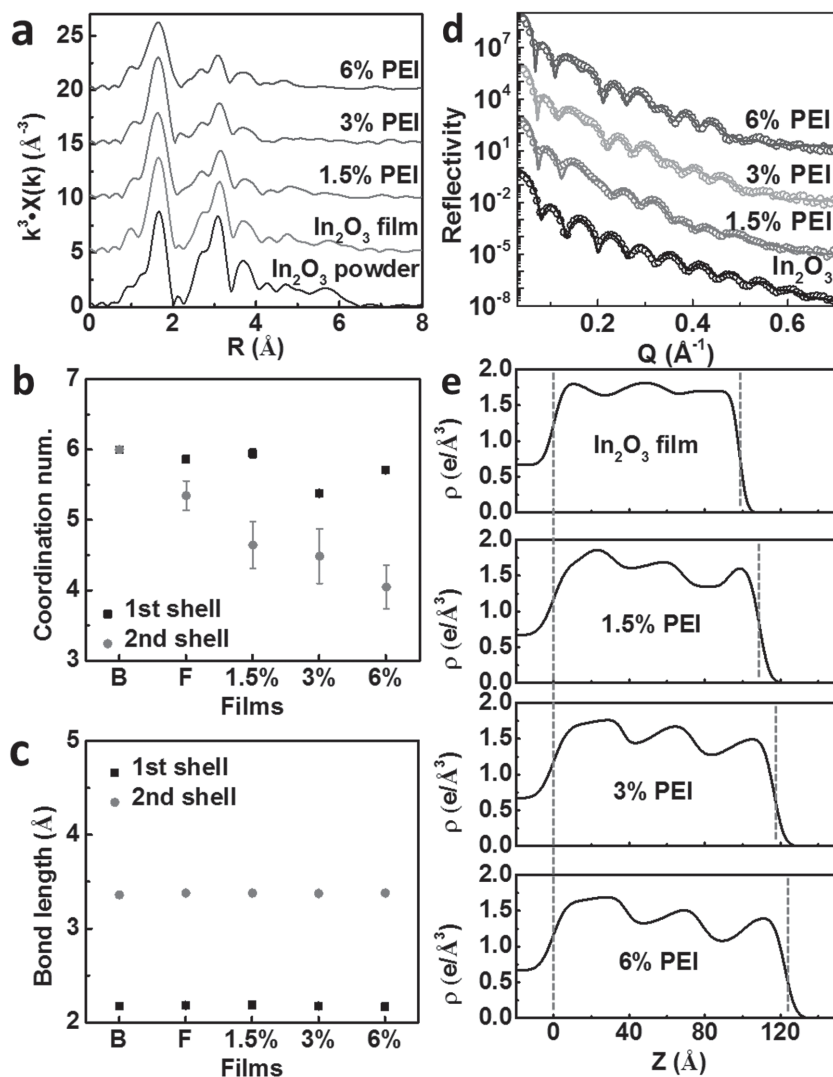 a
25
20
15
10
5
0
k³•X(k) (Å⁻³)
6% PEI
3% PEI
1.5% PEI
In₂O₃ film
In₂O₃ powder
0 2 4 6 8
R (Å)
b
7
6
5
4
3
Coordination num.
1st shell
2nd shell
B F 1.5% 3% 6%
Films
c
5
4
3
2
Bond length (Å)
1st shell
2nd shell
B F 1.5% 3% 6%
Films
d
10⁷
10⁴
10¹
10⁻²
10⁻⁵
10⁻⁸
Reflectivity
6% PEI
3% PEI
1.5% PEI
In₂O₃
0.2 0.4 0.6
Q (Å⁻¹)
e
2.0
1.5
1.0
0.5
0.0
ρ (e/Å³)
In₂O₃ film
2.0
1.5
1.0
0.5
0.0
ρ (e/Å³)
1.5% PEI
2.0
1.5
1.0
0.5
0.0
ρ (e/Å³)
3% PEI
2.0
1.5
1.0
0.5
0.0
ρ (e/Å³)
6% PEI
0 40 80 120
Z (Å)